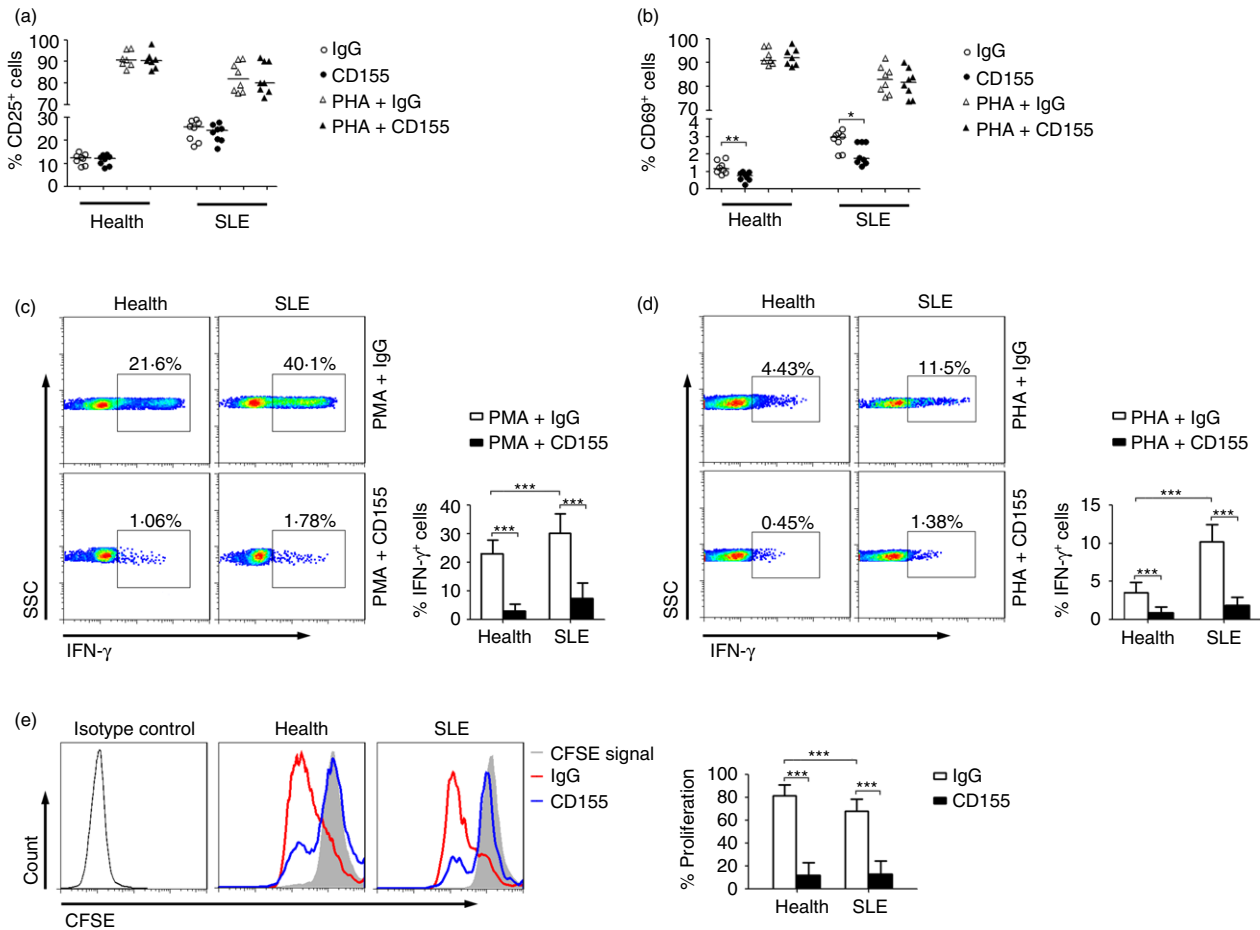 (a)
% CD25+ cells
100
90
80
70
40
30
20
10
0
Health
SLE
IgG
CD155
PHA + IgG
PHA + CD155
(b)
% CD69+ cells
100
90
80
70
4
3
2
1
0
**
*
Health
SLE
IgG
CD155
PHA + IgG
PHA + CD155
(c)
Health
SLE
21·6%
40·1%
PMA + IgG
1·06%
1·78%
PMA + CD155
SSC
IFN-γ
PMA + IgG
PMA + CD155
% IFN-γ+ cells
40
30
20
10
0
***
***
***
Health
SLE
(d)
Health
SLE
4·43%
11·5%
PHA + IgG
0·45%
1·38%
PHA + CD155
SSC
IFN-γ
PHA + IgG
PHA + CD155
% IFN-γ+ cells
15
10
5
0
***
***
***
Health
SLE
(e)
Isotype control
Health
SLE
Count
CFSE
CFSE signal
IgG
CD155
% Proliferation
100
80
60
40
20
0
***
***
***
Health
SLE
IgG
CD155